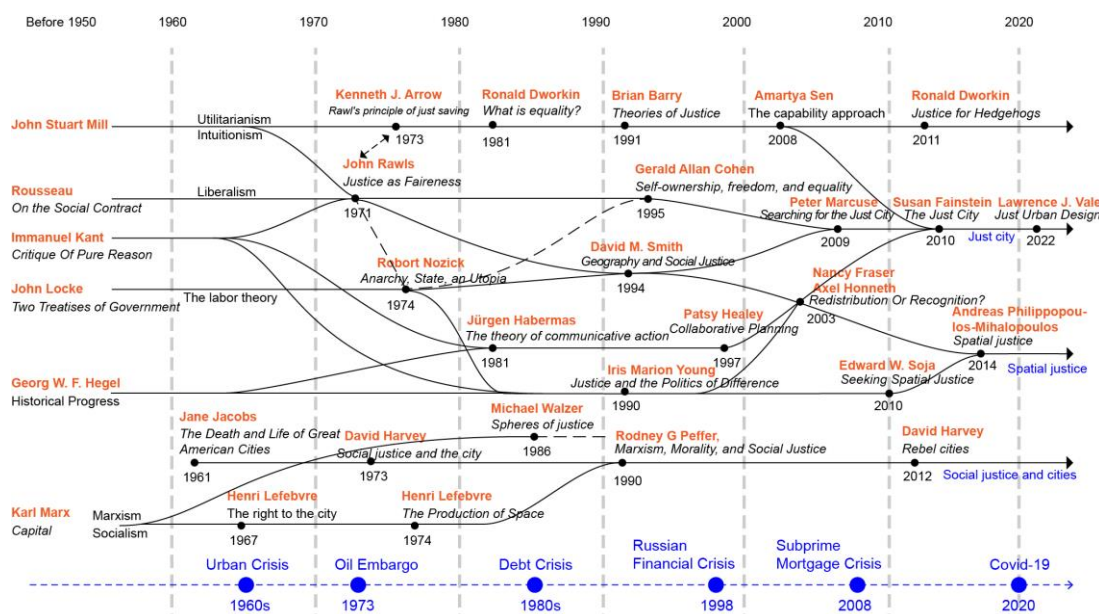 Before 1950 1960 1970 1980 1990 2000 2010 2020
Kenneth J. Arrow
Rawl's principle of just saving
1973
Ronald Dworkin
What is equality?
1981
Brian Barry
Theories of Justice
1991
Amartya Sen
The capability approach
2008
Ronald Dworkin
Justice for Hedgehogs
2011
John Stuart Mill
Utilitarianism
Intuitionism
John Rawls
Justice as Faireness
1971
Gerald Allan Cohen
Self-ownership, freedom, and equality
1995
Rousseau
On the Social Contract
Liberalism
Peter Marcuse
Searching for the Just City
2009
Susan Fainstein
The Just City
2010
Lawrence J. Vale
Just Urban Design
2022
Just city
Immanuel Kant
Critique Of Pure Reason
Robort Nozick
Anarchy, State, an Utopia
1974
David M. Smith
Geography and Social Justice
1994
Nancy Fraser
Axel Honneth
Redistribution Or Recognition?
2003
John Locke
Two Treatises of Government
The labor theory
Jürgen Habermas
The theory of communicative action
1981
Patsy Healey
Collaborative Planning
1997
Andreas Philippopou-
los-Mihalopoulos
Spatial justice
2014
Spatial justice
Georg W. F. Hegel
Historical Progress
Iris Marion Young
Justice and the Politics of Difference
1990
Edward W. Soja
Seeking Spatial Justice
2010
Jane Jacobs
The Death and Life of Great
American Cities
1961
David Harvey
Social justice and the city
1973
Michael Walzer
Spheres of justice
1986
Rodney G Peffer,
Marxism, Morality, and Social Justice
1990
David Harvey
Rebel cities
2012
Social justice and cities
Karl Marx
Capital
Marxism
Socialism
Henri Lefebvre
The right to the city
1967
Henri Lefebvre
The Production of Space
1974
Urban Crisis
1960s
Oil Embargo
1973
Debt Crisis
1980s
Russian
Financial Crisis
1998
Subprime
Mortgage Crisis
2008
Covid-19
2020